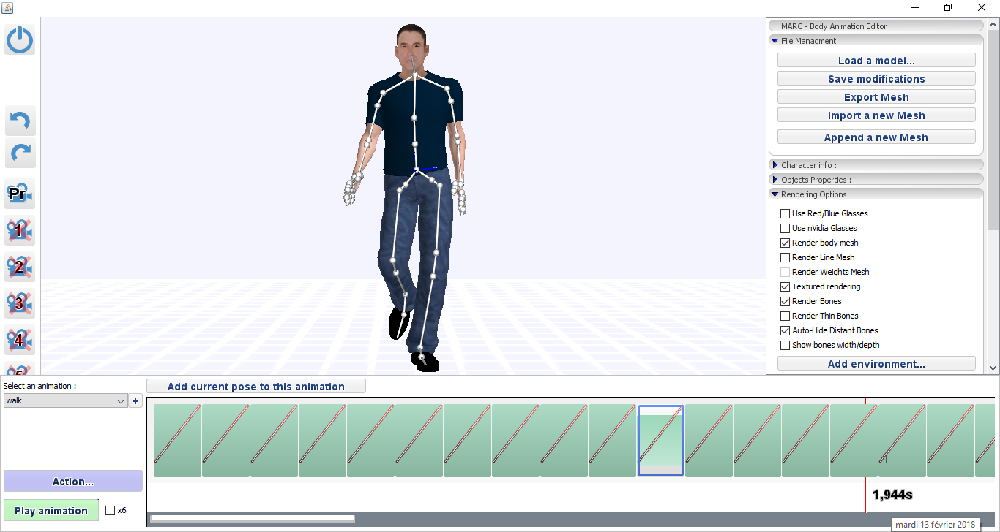 MARC - Body Animation Editor
File Managment
Load a model...
Save modifications
Export Mesh
Import a new Mesh
Append a new Mesh
Character info :
Objects Properties :
Rendering Options
Use Red/Blue Glasses
Use nVidia Glasses
Render body mesh
Render Line Mesh
Render Weights Mesh
Textured rendering
Render Bones
Render Thin Bones
Auto-Hide Distant Bones
Show bones width/depth
Add environment...
Pr
1
2
3
4
5
Select an animation :
walk
+
Add current pose to this animation
Action...
Play animation
x6
1,944s
mardi 13 février 2018